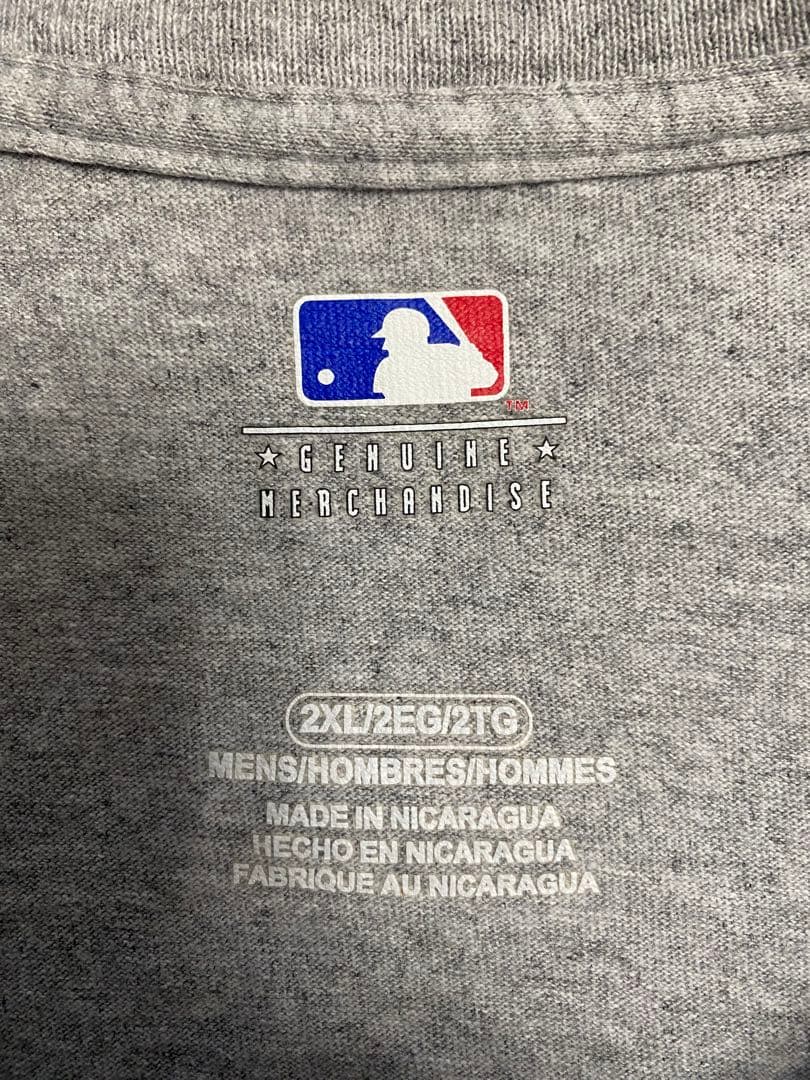 TM
★ GENUINE ★
MERCHANDISE
2XL/2EG/2TG
MENS/HOMBRES/HOMMES
MADE IN NICARAGUA
HECHO EN NICARAGUA
FABRIQUE AU NICARAGUA